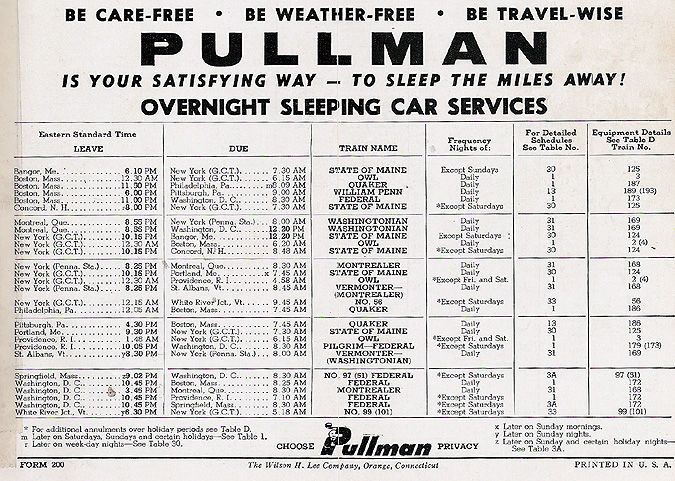 BE CARE-FREE • BE WEATHER-FREE • BE TRAVEL-WISE
PULLMAN
IS YOUR SATISFYING WAY — TO SLEEP THE MILES AWAY!
OVERNIGHT SLEEPING CAR SERVICES
Eastern Standard Time
LEAVE DUE TRAIN NAME Frequency Nights of: For Detailed Schedules See Table No. Equipment Details See Table D Train No.
Bangor, Me. 6.10 PM New York (G.C.T.) 7.30 AM STATE OF MAINE Except Sundays 30 125
Boston, Mass. 12.30 AM New York (G.C.T.) 6.15 AM OWL Daily 1 3
Boston, Mass. 11.50 PM Philadelphia, Pa. m8.09 AM QUAKER Daily 13 187
Boston, Mass. 6.00 PM Pittsburgh, Pa. 9.00 AM WILLIAM PENN Daily 1 189 (193)
Boston, Mass. 11.00 PM Washington, D. C. 8.30 AM FEDERAL Daily 1 173
Concord, N. H. 8.00 PM New York (G.C.T.) 7.30 AM STATE OF MAINE *Except Saturdays 30 125
Montreal, Que. 8.55 PM New York (Penna. Sta.) 8.00 AM WASHINGTONIAN Daily 31 169
Montreal, Que. 8.55 PM Washington, D. C. 12.20 PM WASHINGTONIAN Daily 31 169
New York (G.C.T.) 10.15 PM Bangor, Me. 12.20 PM STATE OF MAINE Except Saturdays 30 124
New York (G.C.T.) 12.30 AM Boston, Mass. 6.20 AM OWL Daily 1 2 (4)
New York (G.C.T.) 10.15 PM Concord, N. H. 8.48 AM STATE OF MAINE *Except Saturdays 30 124
New York (Penna. Sta.) 8.25 PM Montreal, Que. 8.30 AM MONTREALER Daily 31 168
New York (G.C.T.) 10.15 PM Portland, Me. x 7.45 AM STATE OF MAINE Daily 30 124
New York (G.C.T.) 12.30 AM Providence, R. I. 4.58 AM OWL *Except Fri. and Sat. 1 2 (4)
New York (Penna. Sta.) 8.25 PM St. Albans, Vt. 8.45 AM VERMONTER— Daily 31 168
(MONTREALER)
New York (G.C.T.) 12.15 AM White River Jct., Vt. 9.45 AM NO. 56 *Except Saturdays 33 56
Philadelphia, Pa. 12.05 AM Boston, Mass. 7.45 AM QUAKER Daily 1 186
Pittsburgh, Pa. 4.30 PM Boston, Mass. 7.45 AM QUAKER Daily 13 186
Portland, Me. 9.30 PM New York (G.C.T.) 7.30 AM STATE OF MAINE Daily 30 125
Providence, R. I. 1.48 AM New York (G.C.T.) 6.15 AM OWL *Except Fri. and Sat. 1 3
Providence, R. I. 10.05 PM Washington, D. C. 8.30 AM PILGRIM—FEDERAL *Except Saturdays 1 179 (173)
St. Albans, Vt. y8.30 PM New York (Penna. Sta.) 8.00 AM VERMONTER— Daily 31 169
(WASHINGTONIAN)
Springfield, Mass. z9.02 PM Washington, D. C. 8.30 AM NO. 97 (51) FEDERAL *Except Saturdays 3A 97 (51)
Washington, D. C. 10.45 PM Boston, Mass. 8.25 AM FEDERAL Daily 1 172
Washington, D. C. 3.45 PM Montreal, Que. 8.30 AM MONTREALER Daily 31 168
Washington, D. C. 10.45 PM Providence, R. I. 7.10 AM FEDERAL *Except Saturdays 1 172
Washington, D. C. 10.45 PM Springfield, Mass. 8.30 AM FEDERAL *Except Saturdays 3A 172
White River Jct., Vt. y6.30 PM New York (G.C.T.) 5.18 AM NO. 99 (101) *Except Saturdays 33 99 (101)
* For additional annulments over holiday periods see Table D.
m Later on Saturdays, Sundays and certain holidays—See Table 1.
Later on week-day nights—See Table 30.
CHOOSE Pullman PRIVACY
x Later on Sunday mornings.
y Later on Sunday nights.
z Later on Sunday and certain holiday nights—
See Table 3A.
FORM 200 The Wilson H. Lee Company, Orange, Connecticut PRINTED IN U. S. A.